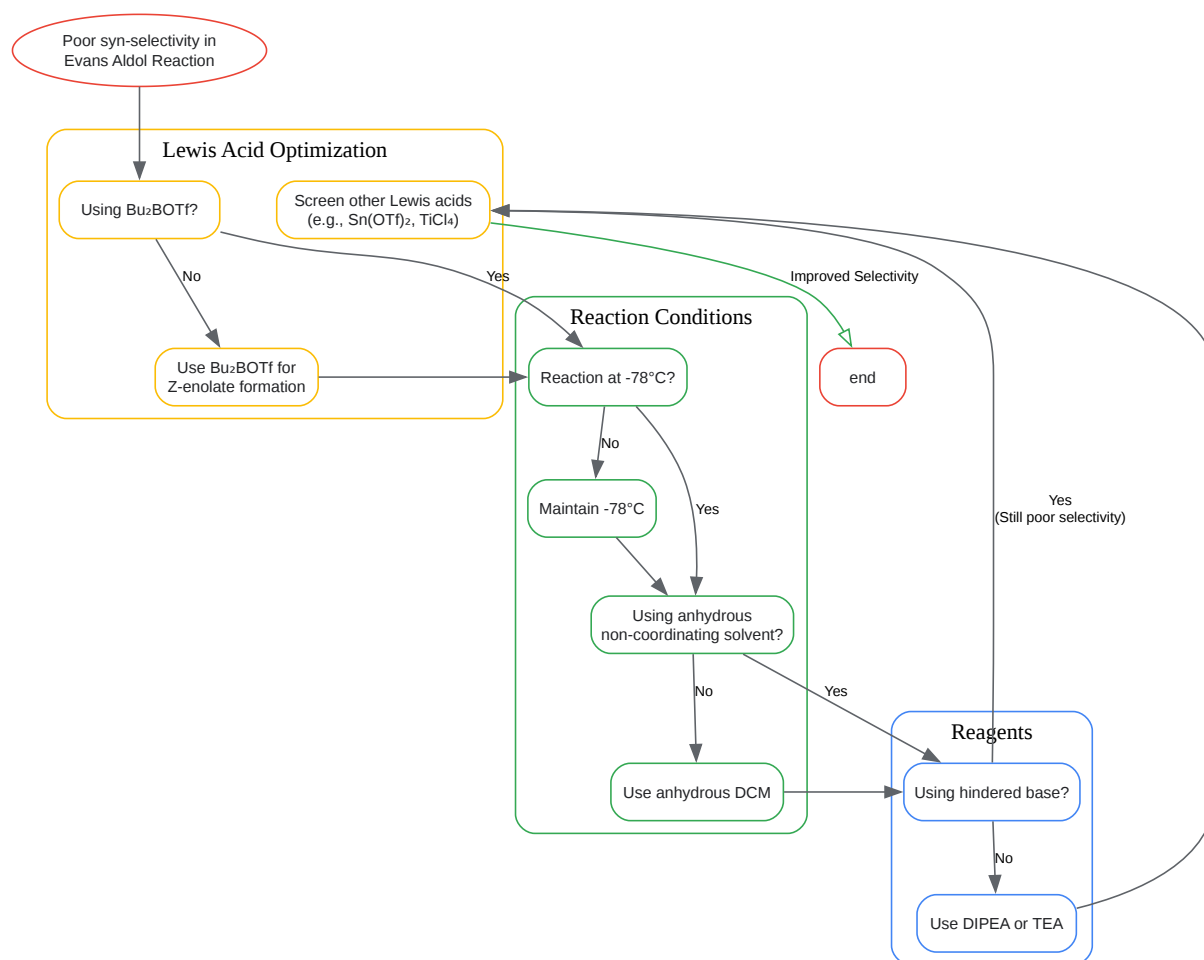 Poor syn-selectivity in
Evans Aldol Reaction
Lewis Acid Optimization
Using Bu₂BOTf?
Screen other Lewis acids
(e.g., Sn(OTf)₂, TiCl₄)
No
Yes
Improved Selectivity
Use Bu₂BOTf for
Z-enolate formation
Reaction Conditions
Reaction at -78°C?
end
No
Maintain -78°C
Yes
Yes
(Still poor selectivity)
Using anhydrous
non-coordinating solvent?
No
Yes
Reagents
Use anhydrous DCM
Using hindered base?
No
Use DIPEA or TEA